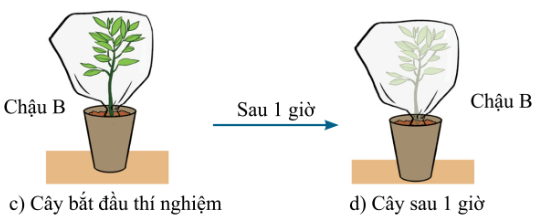 Chậu B
Sau 1 giờ
Chậu B
c) Cây bắt đầu thí nghiệm
d) Cây sau 1 giờ